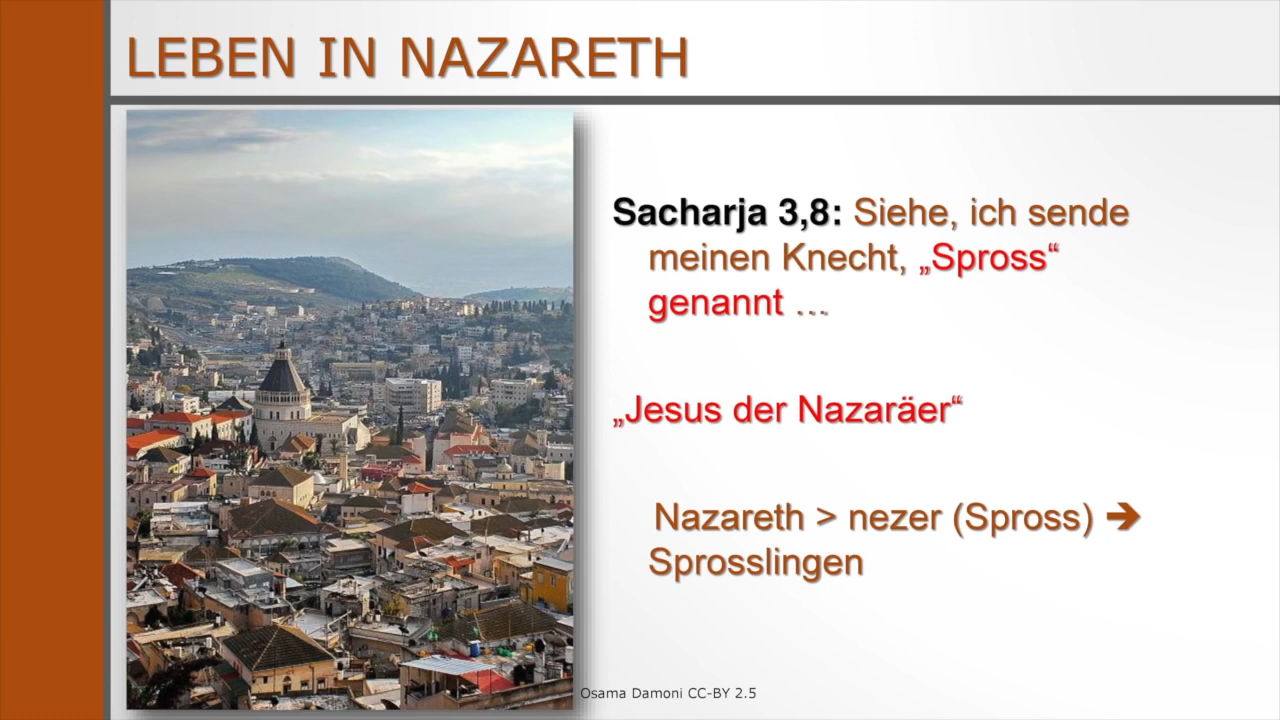 LEBEN IN NAZARETH
Sacharja 3,8: Siehe, ich sende
meinen Knecht, „Spross“
genannt …
„Jesus der Nazaräer“
Nazareth > nezer (Spross) ➔
Sprosslingen
Osama Damoni CC-BY 2.5